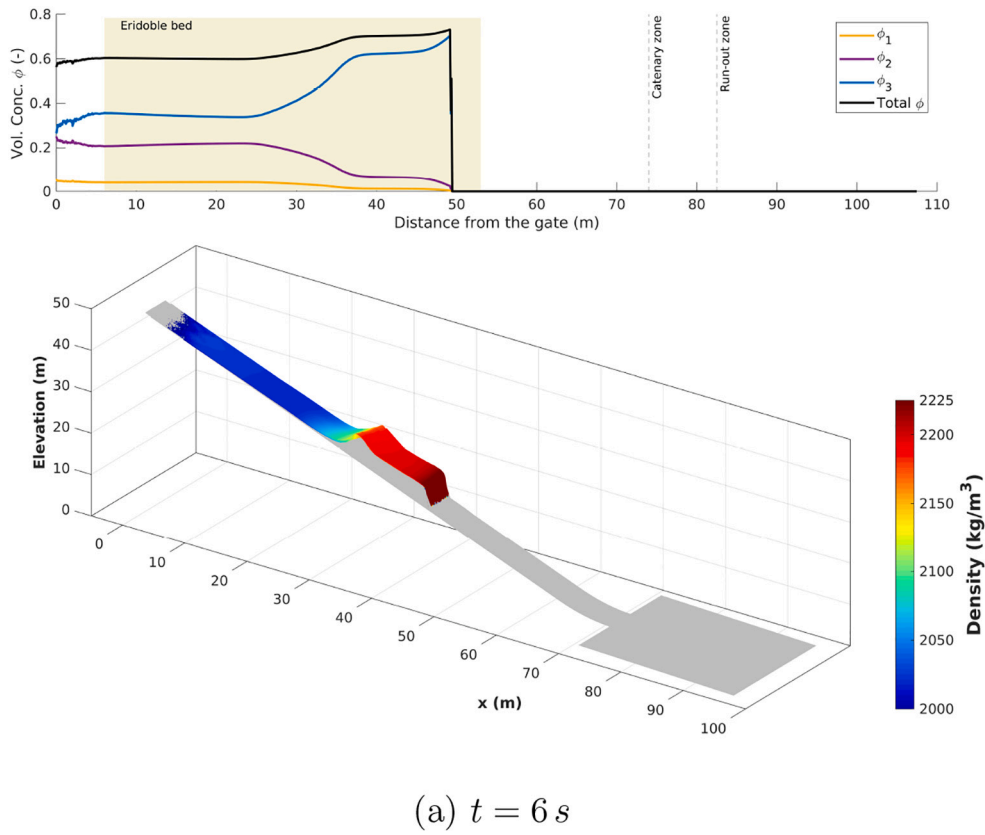 Eridoble bed
Vol. Conc. ϕ (-)
0.8
0.6
0.4
0.2
0
0 10 20 30 40 50 60 70 80 90 100 110
Distance from the gate (m)
Catenary zone
Run-out zone
ϕ1
ϕ2
ϕ3
Total ϕ
Elevation (m)
50
40
30
20
10
0
0 10 20 30 40 50 60 70 80 90 100
x (m)
2225
2200
2150
2100
2050
2000
Density (kg/m³)
(a) t = 6 s